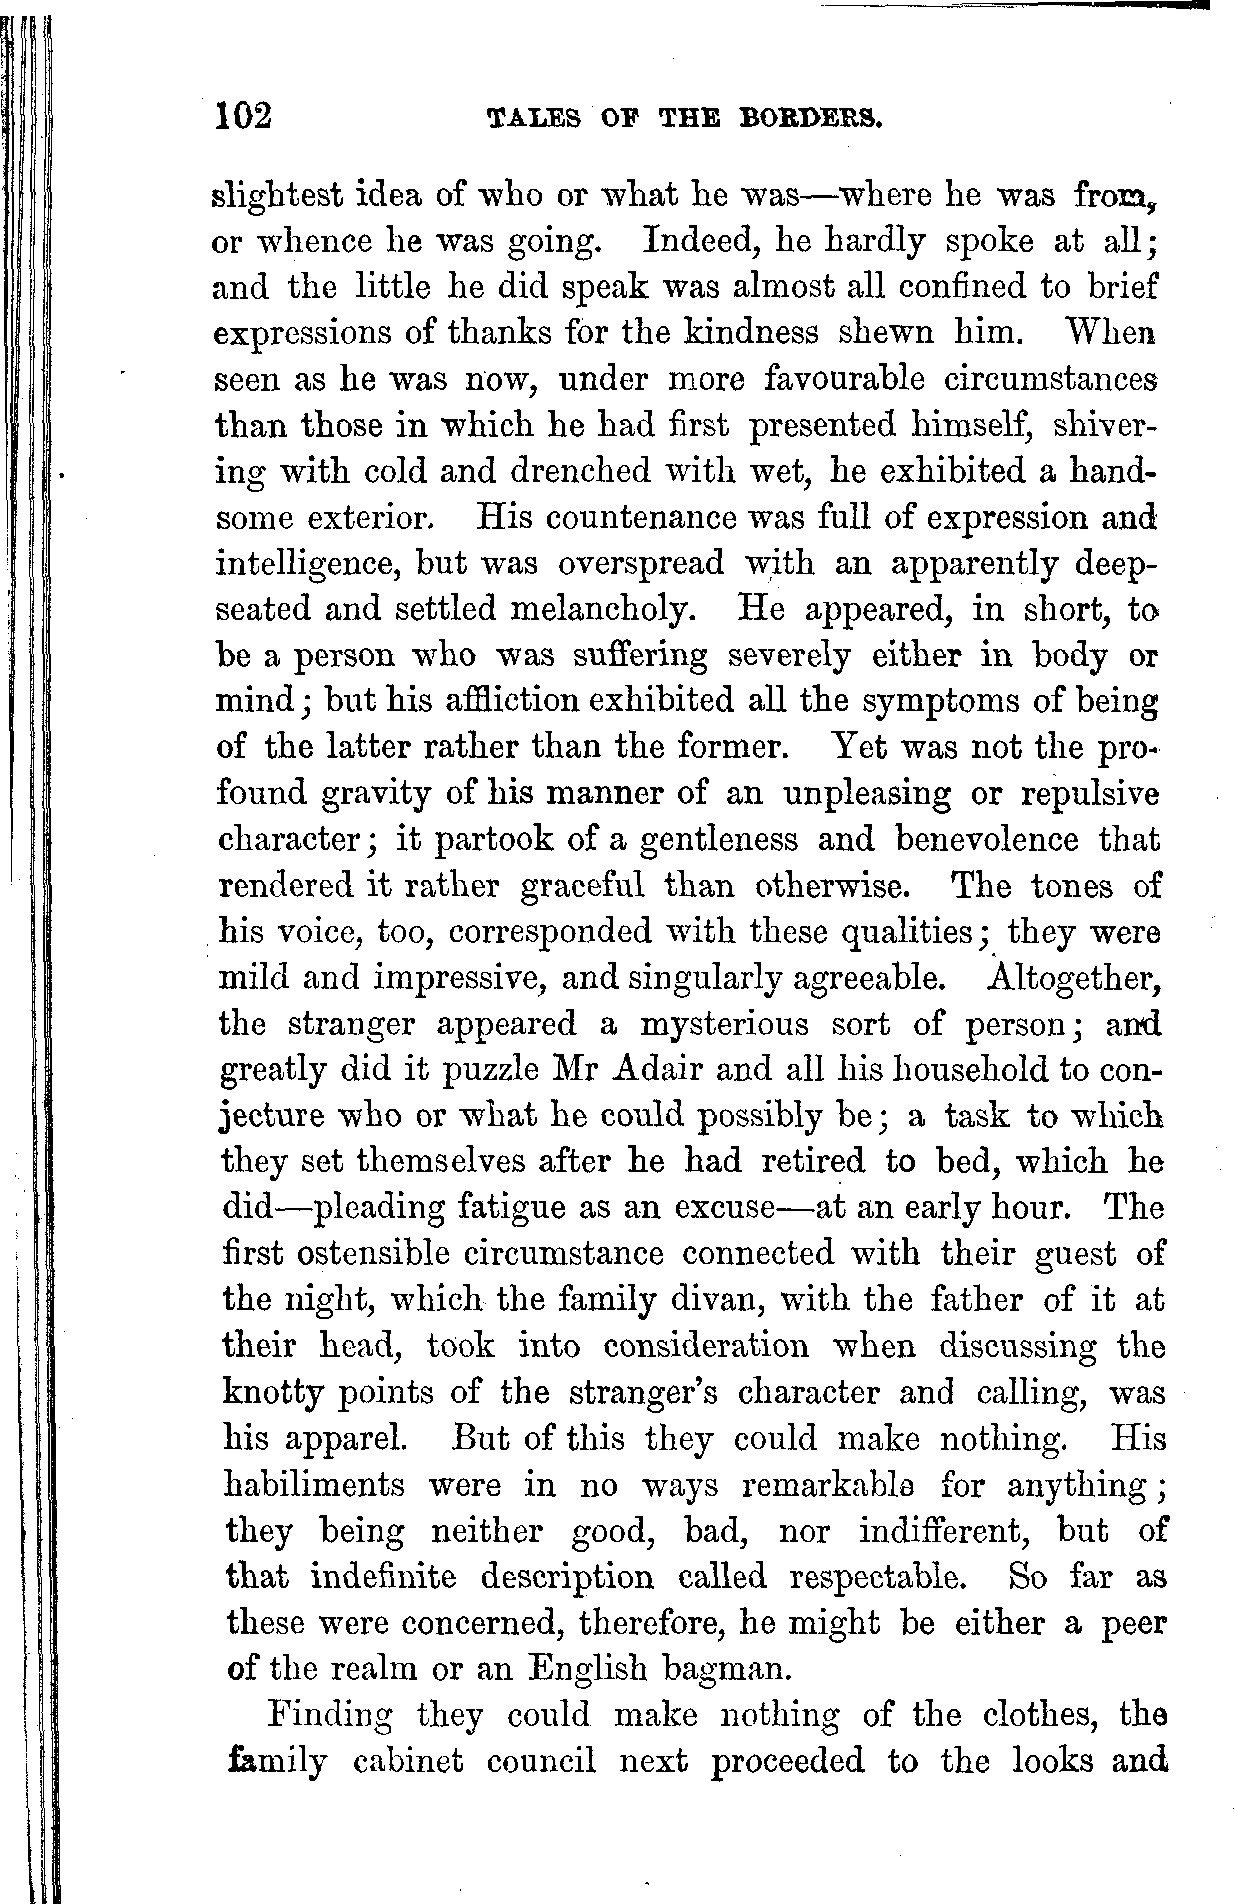 102 TALES OF THE BORDERS.
slightest idea of who or what he was—where he was from,
or whence he was going. Indeed, he hardly spoke at all;
and the little he did speak was almost all confined to brief
expressions of thanks for the kindness shewn him. When
seen as he was now, under more favourable circumstances
than those in which he had first presented himself, shiver-
ing with cold and drenched with wet, he exhibited a hand-
some exterior. His countenance was full of expression and
intelligence, but was overspread with an apparently deep-
seated and settled melancholy. He appeared, in short, to
be a person who was suffering severely either in body or
mind; but his affliction exhibited all the symptoms of being
of the latter rather than the former. Yet was not the pro-
found gravity of his manner of an unpleasing or repulsive
character; it partook of a gentleness and benevolence that
rendered it rather graceful than otherwise. The tones of
his voice, too, corresponded with these qualities; they were
mild and impressive, and singularly agreeable. Altogether,
the stranger appeared a mysterious sort of person; and
greatly did it puzzle Mr Adair and all his household to con-
jecture who or what he could possibly be; a task to which
they set themselves after he had retired to bed, which he
did—pleading fatigue as an excuse—at an early hour. The
first ostensible circumstance connected with their guest of
the night, which the family divan, with the father of it at
their head, took into consideration when discussing the
knotty points of the stranger's character and calling, was
his apparel. But of this they could make nothing. His
habiliments were in no ways remarkable for anything;
they being neither good, bad, nor indifferent, but of
that indefinite description called respectable. So far as
these were concerned, therefore, he might be either a peer
of the realm or an English bagman.
Finding they could make nothing of the clothes, the
family cabinet council next proceeded to the looks and